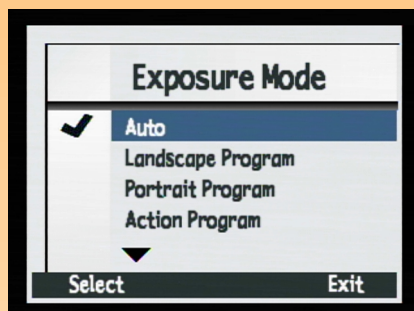 Exposure Mode
Auto
Landscape Program
Portrait Program
Action Program
Select Exit